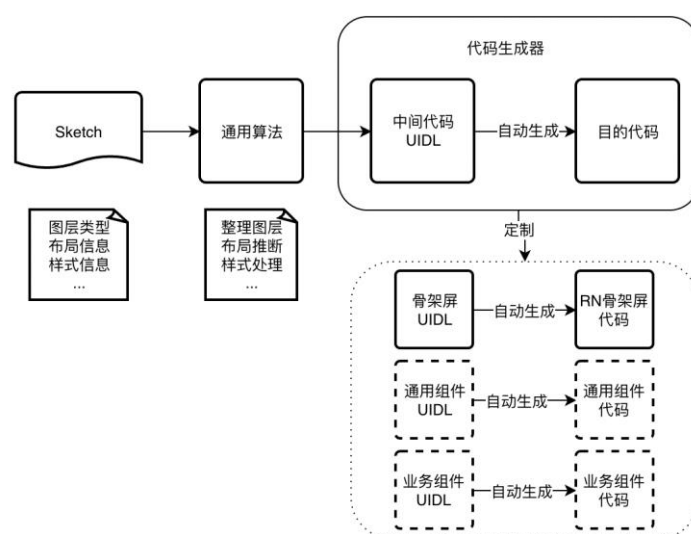 代码生成器
Sketch
通用算法
中间代码
UIDL
自动生成
目的代码
图层类型
布局信息
样式信息
...
整理图层
布局推断
样式处理
...
定制
骨架屏
UIDL
自动生成
RN骨架屏
代码
通用组件
UIDL
自动生成
通用组件
代码
业务组件
UIDL
自动生成
业务组件
代码